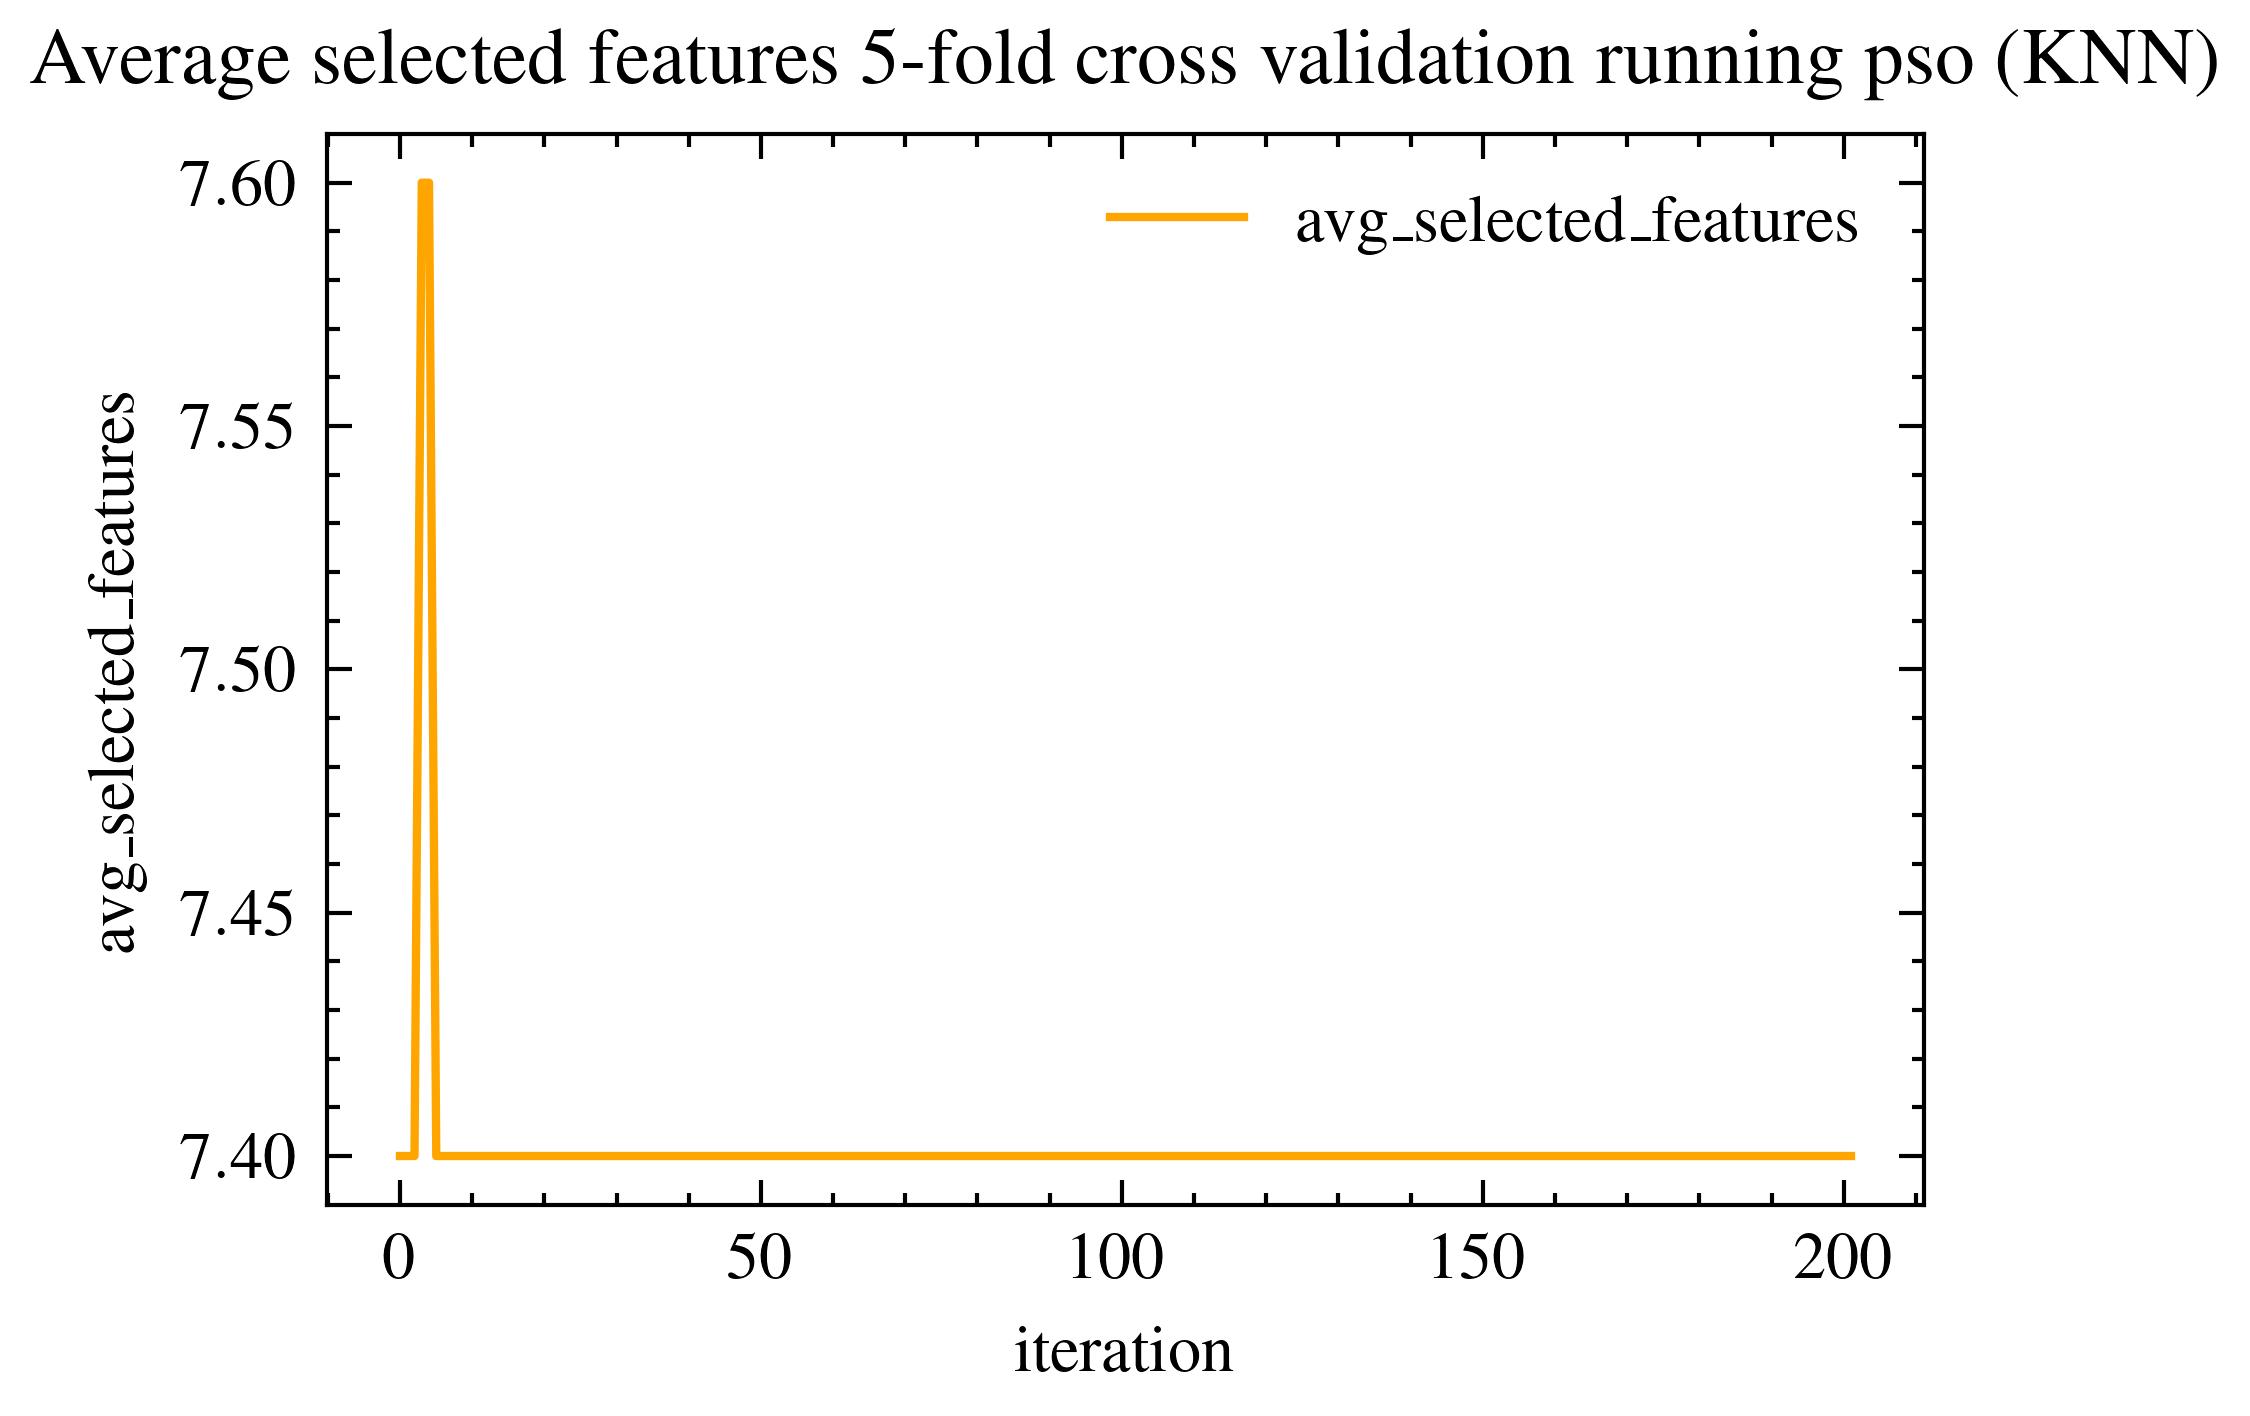 Average selected features 5-fold cross validation running pso (KNN)
7.60
avg_selected_features
7.55
7.50
7.45
7.40
avg_selected_features
0 50 100 150 200
iteration